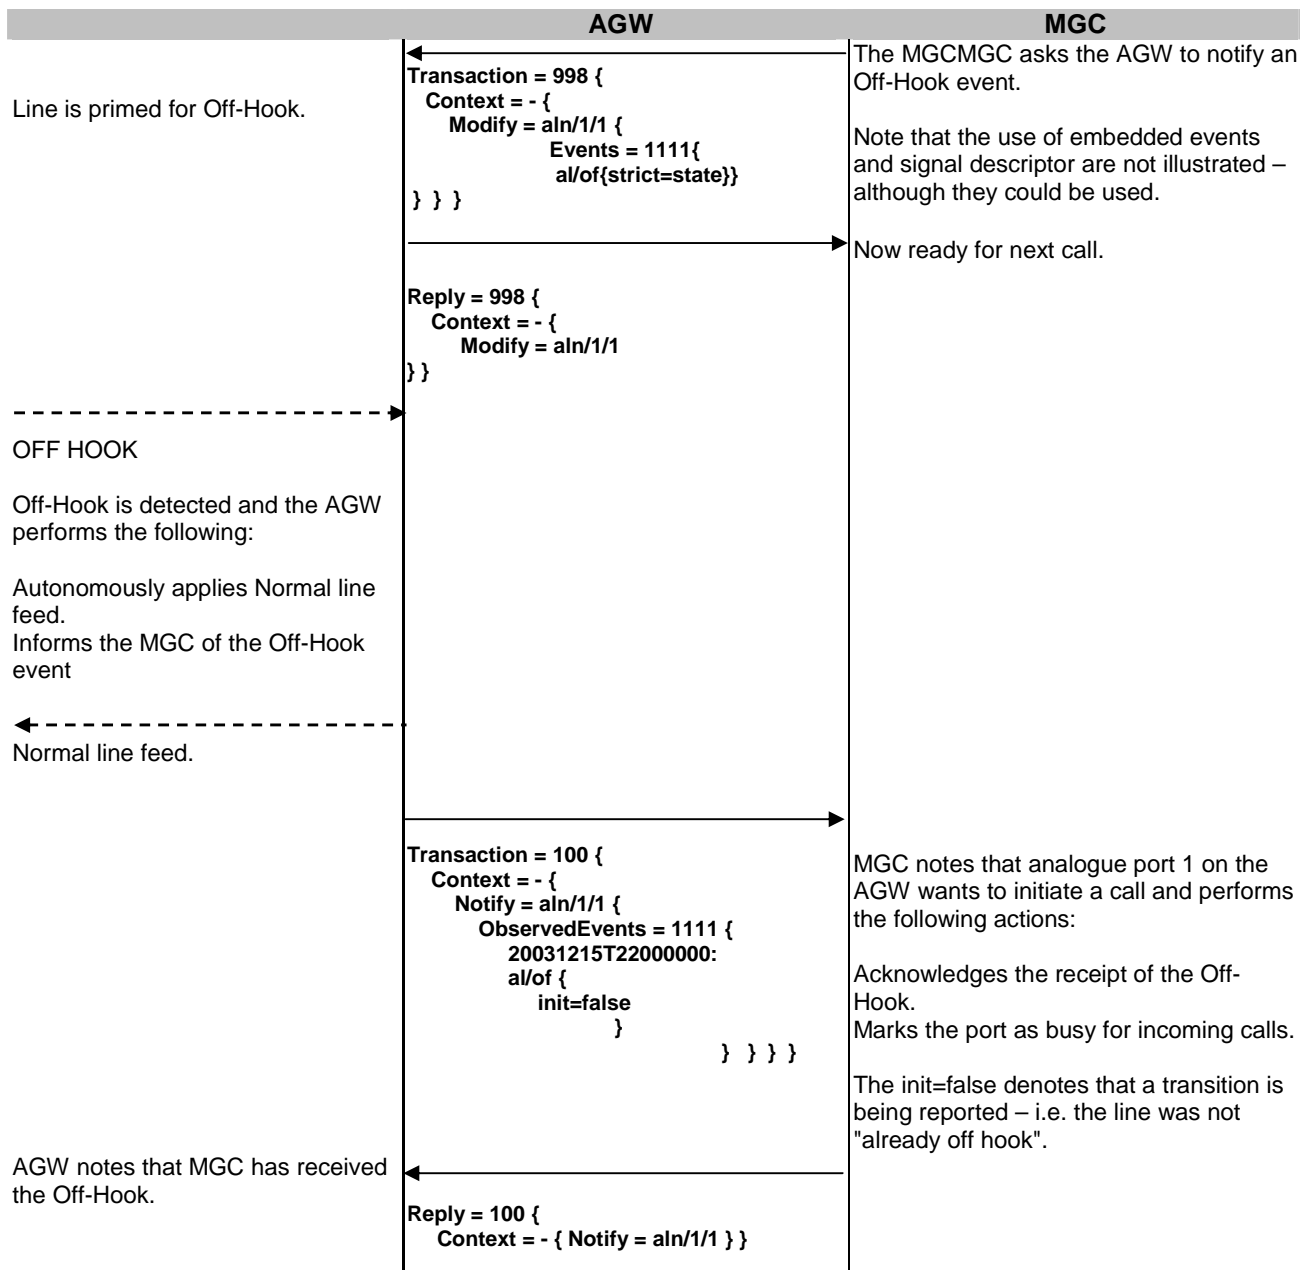 AGW MGC
The MGCMGC asks the AGW to notify an
Off-Hook event.
Note that the use of embedded events
and signal descriptor are not illustrated –
although they could be used.
Line is primed for Off-Hook.
Transaction = 998 {
Context = - {
Modify = aln/1/1 {
Events = 1111{
al/of{strict=state}}
} } }
Now ready for next call.
Reply = 998 {
Context = - {
Modify = aln/1/1
} }
OFF HOOK
Off-Hook is detected and the AGW
performs the following:
Autonomously applies Normal line
feed.
Informs the MGC of the Off-Hook
event
Normal line feed.
Transaction = 100 {
Context = - {
Notify = aln/1/1 {
ObservedEvents = 1111 {
20031215T22000000:
al/of {
init=false
}
} } } }
MGC notes that analogue port 1 on the
AGW wants to initiate a call and performs
the following actions:
Acknowledges the receipt of the Off-
Hook.
Marks the port as busy for incoming calls.
The init=false denotes that a transition is
being reported – i.e. the line was not
"already off hook".
AGW notes that MGC has received
the Off-Hook.
Reply = 100 {
Context = - { Notify = aln/1/1 } }